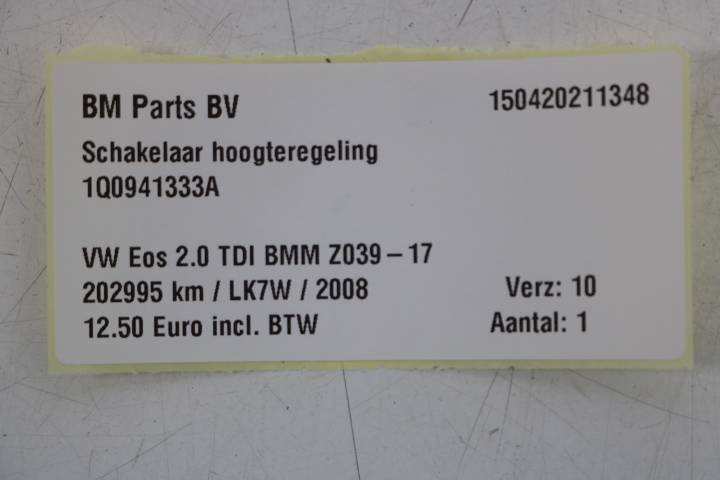 BM Parts BV 150420211348
Schakelaar hoogteregeling
1Q0941333A
VW Eos 2.0 TDI BMM Z039-17
202995 km / LK7W / 2008 Verz: 10
12.50 Euro incl. BTW Aantal: 1